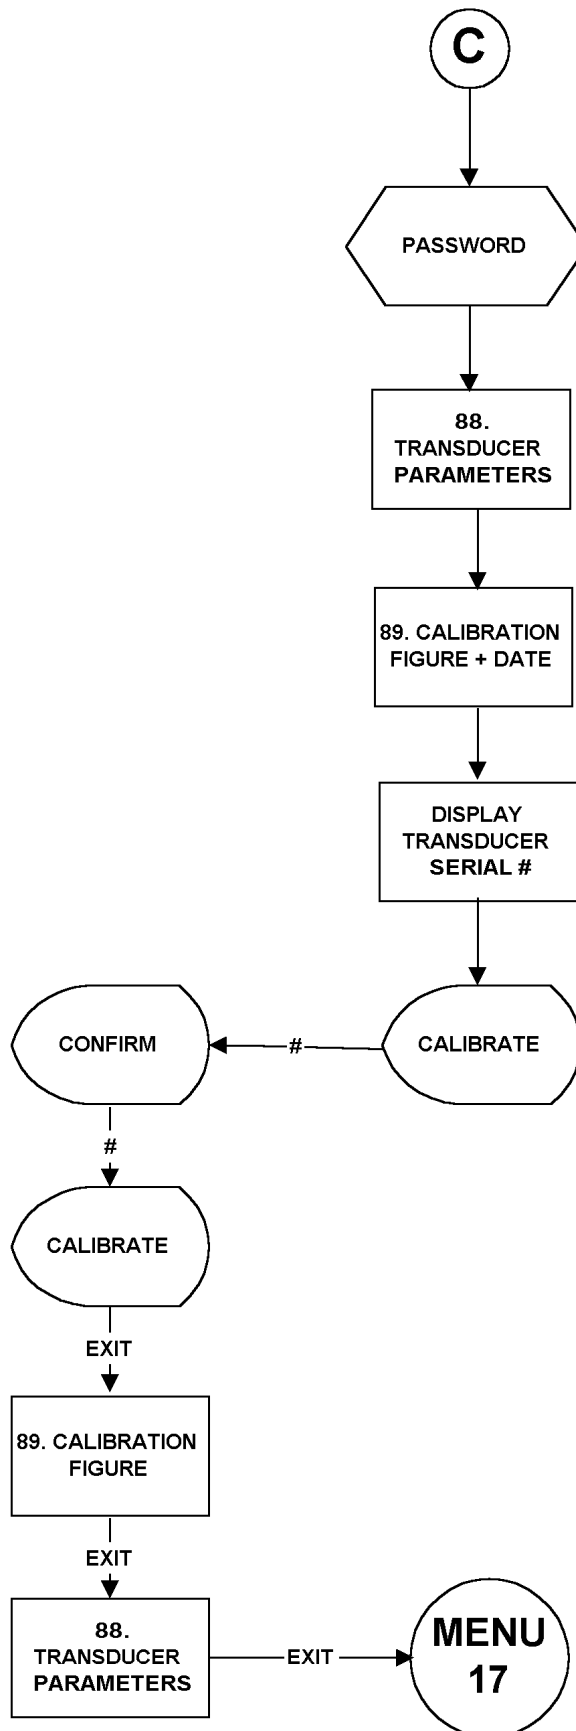 C
PASSWORD
88.
TRANSDUCER
PARAMETERS
89. CALIBRATION
FIGURE + DATE
DISPLAY
TRANSDUCER
SERIAL #
CALIBRATE
#
CONFIRM
#
CALIBRATE
EXIT
89. CALIBRATION
FIGURE
EXIT
88.
TRANSDUCER
PARAMETERS
EXIT
MENU
17